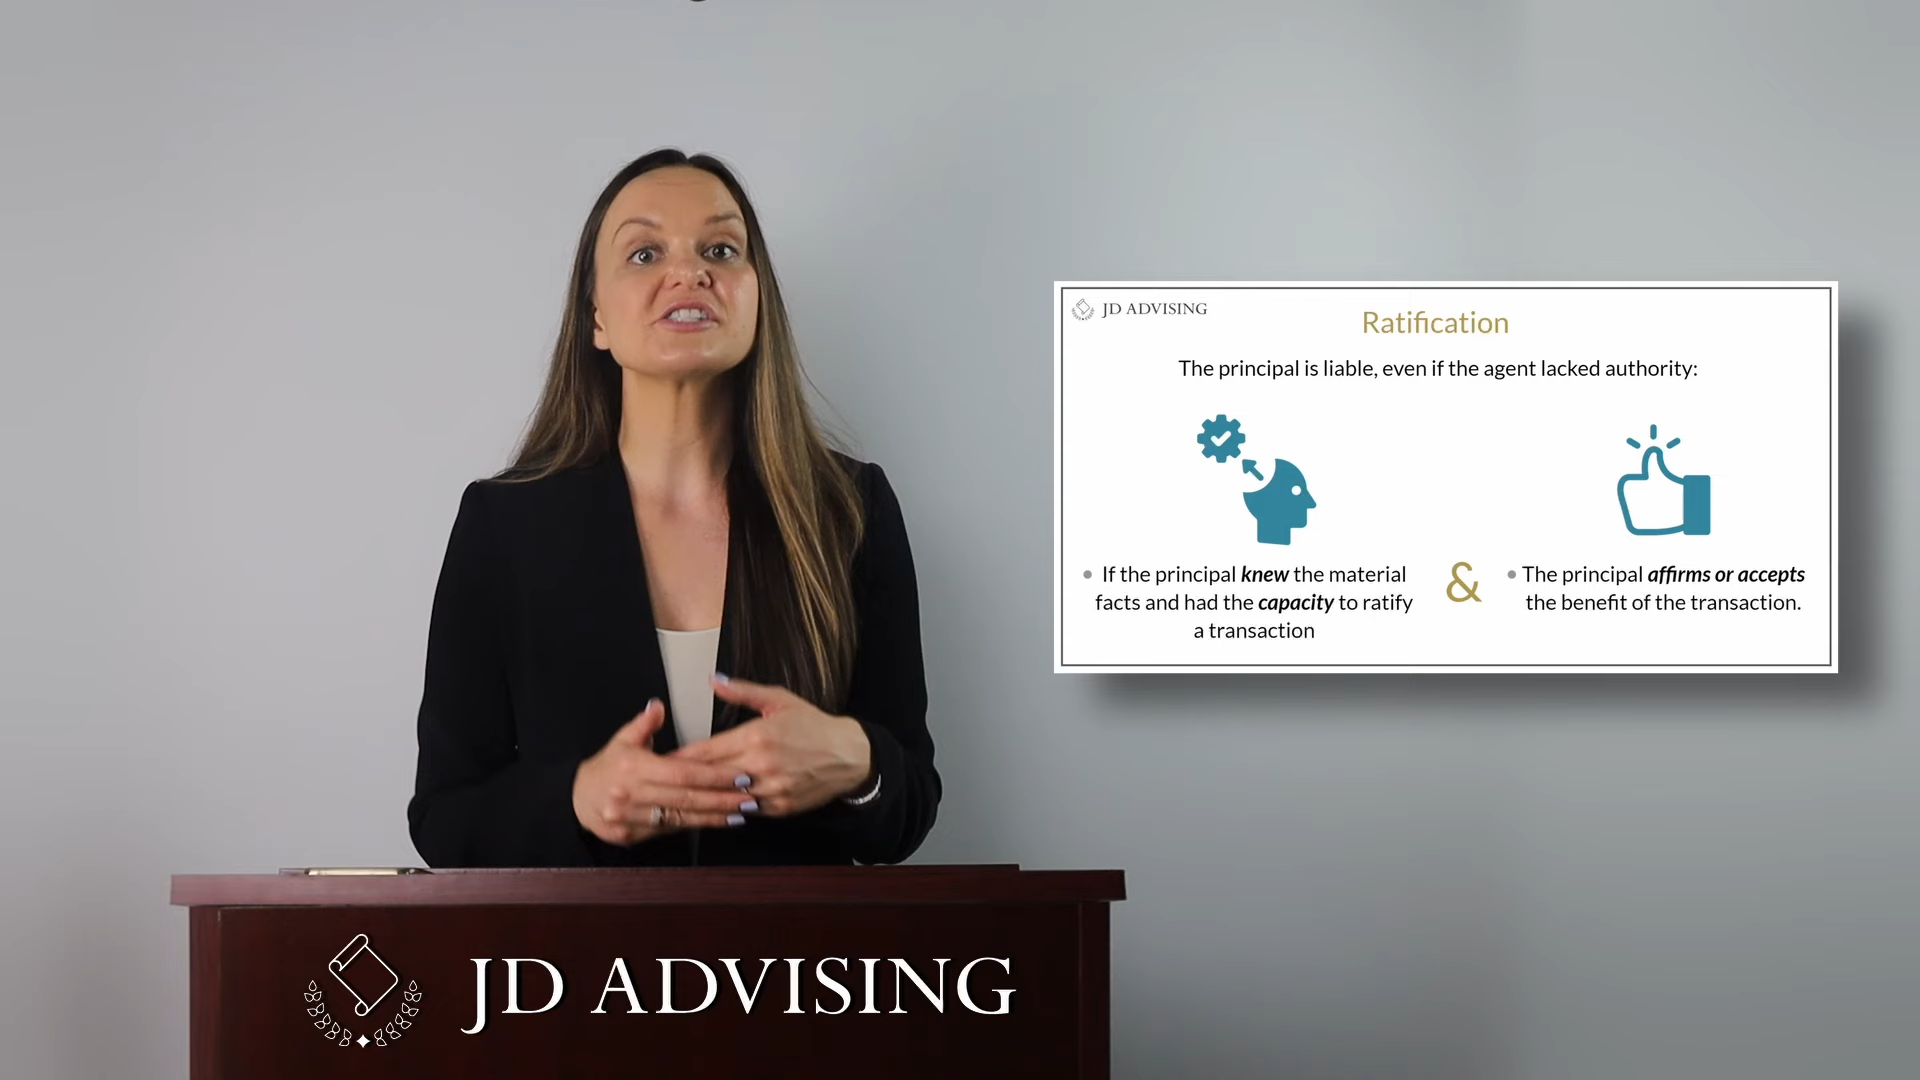 JD ADVISING
Ratification
The principal is liable, even if the agent lacked authority:
• If the principal knew the material
facts and had the capacity to ratify
a transaction
&
• The principal affirms or accepts
the benefit of the transaction.
JD ADVISING